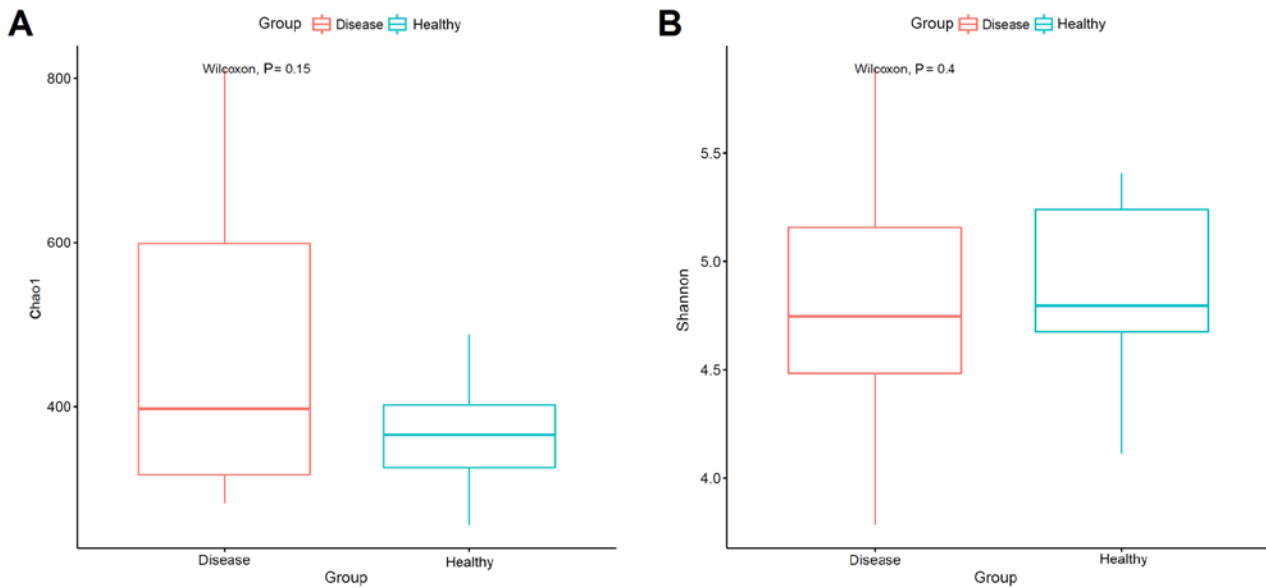 A
Group Disease Healthy
Wilcoxon, P = 0.15
800
600
400
Chao1
Disease Healthy
Group
B
Group Disease Healthy
Wilcoxon, P = 0.4
5.5
5.0
4.5
4.0
Shannon
Disease Healthy
Group